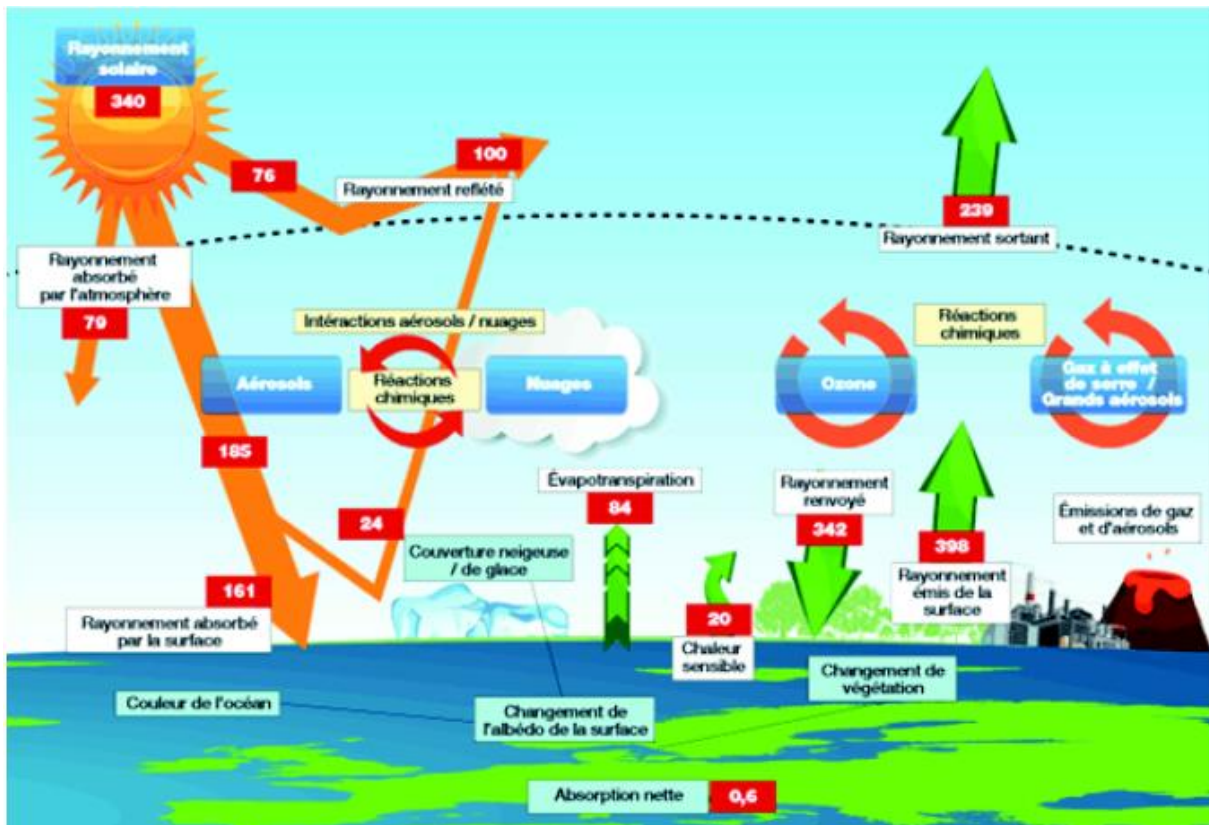 Rayonnement
solaire
340
76
100
Rayonnement reflété
239
Rayonnement sortant
Rayonnement
absorbé
par l'atmosphère
79
Intéractions aérosols / nuages
Aérosols
Réactions
chimiques
Nuages
Ozone
Réactions
chimiques
Gaz à effet
de serre /
Grands aérosols
185
24
Évapotranspiration
84
Rayonnement
renvoyé
342
398
Rayonnement
émis de la
surface
Émissions de gaz
et d'aérosols
Couverture neigeuse
/ de glace
161
Rayonnement absorbé
par la surface
20
Chaleur
sensible
Couleur de l'océan
Changement de
l'albédo de la surface
Changement de
végétation
Absorption nette
0,6